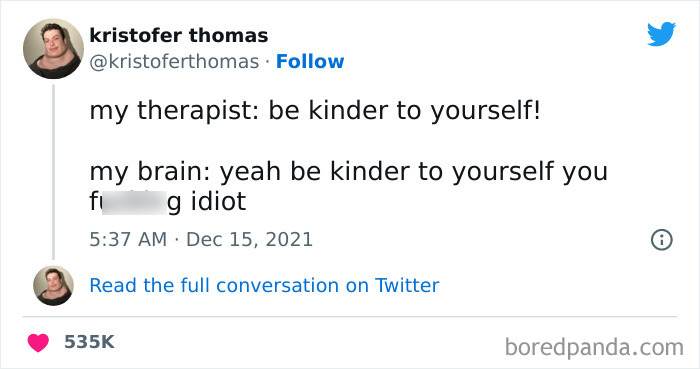 kristofer thomas
@kristoferthomas · Follow
my therapist: be kinder to yourself!
my brain: yeah be kinder to yourself you
fu g idiot
5:37 AM · Dec 15, 2021
Read the full conversation on Twitter
535K
boredpanda.com